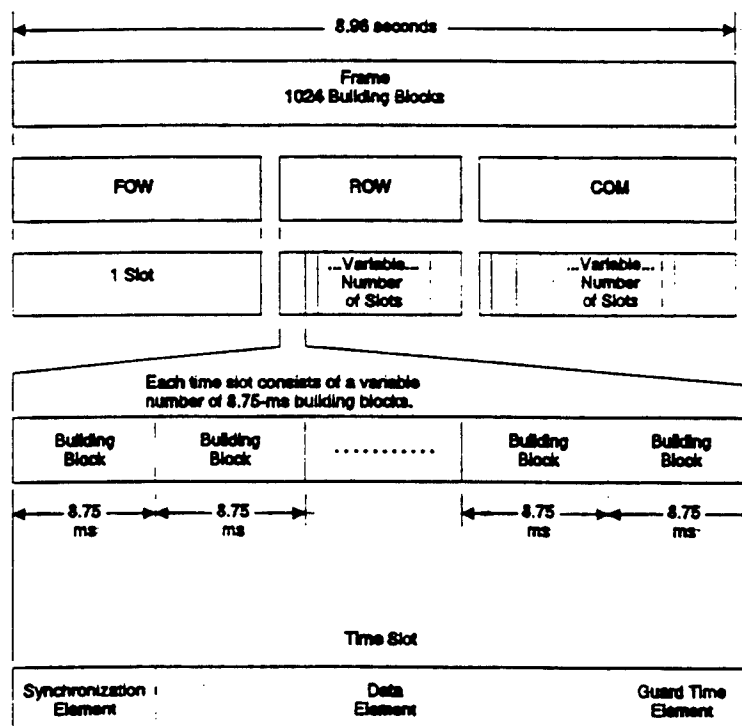 8.96 seconds
Frame
1024 Building Blocks
FOW
ROW
COM
1 Slot
...Variable...
Number
of Slots
...Variable...
Number
of Slots
Each time slot consists of a variable
number of 8.75-ms building blocks.
Building
Block
Building
Block
..........
Building
Block
Building
Block
8.75
ms
8.75
ms
8.75
ms
8.75
ms
Time Slot
Synchronization
Element
Data
Element
Guard Time
Element